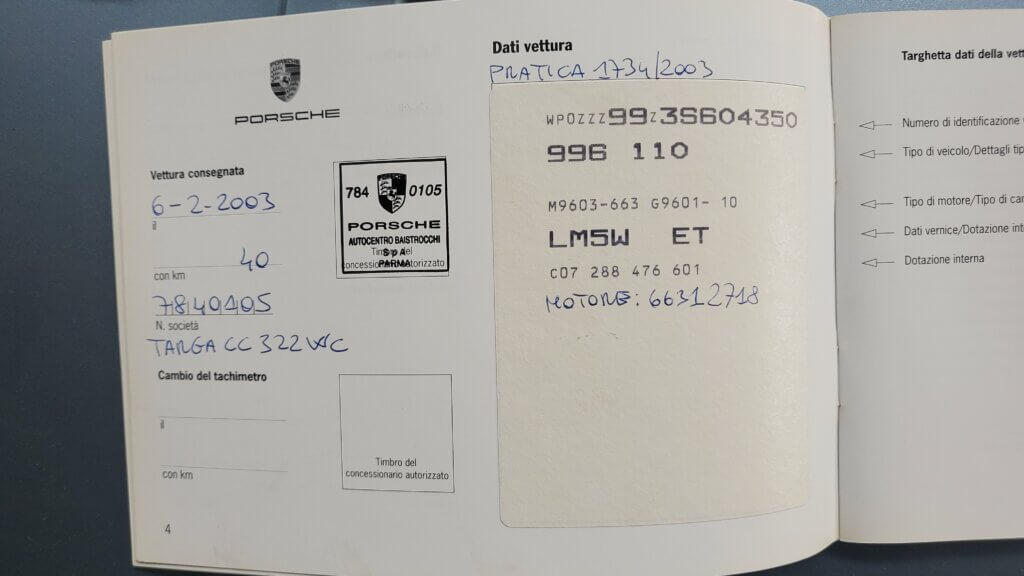 PORSCHE
Vettura consegnata
6-2-2003
il
40
con km
7840105
N. società
TARGA CC 322 WC
784 0105
PORSCHE
AUTOCENTRO BAISTROCCHI
S p A
PARMA
Timbro del
concessionario autorizzato
Cambio del tachimetro
il
con km
Timbro del
concessionario autorizzato
4
Dati vettura
PRATICA 1734/2003
WP0ZZZ99Z3S604350
996 110
M9603-663 G9601- 10
LM5W ET
C07 288 476 601
MOTORE: 66312718
Targhetta dati della vett
Numero di identificazione
Tipo di veicolo/Dettagli tip
Tipo di motore/Tipo di ca
Dati vernice/Dotazione int
Dotazione interna